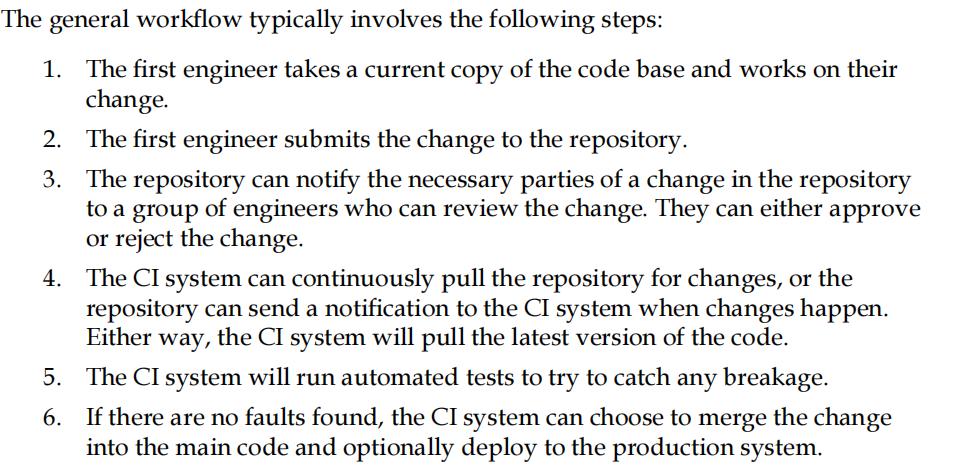 The general workflow typically involves the following steps:
1. The first engineer takes a current copy of the code base and works on their
change.
2. The first engineer submits the change to the repository.
3. The repository can notify the necessary parties of a change in the repository
to a group of engineers who can review the change. They can either approve
or reject the change.
4. The CI system can continuously pull the repository for changes, or the
repository can send a notification to the CI system when changes happen.
Either way, the CI system will pull the latest version of the code.
5. The CI system will run automated tests to try to catch any breakage.
6. If there are no faults found, the CI system can choose to merge the change
into the main code and optionally deploy to the production system.